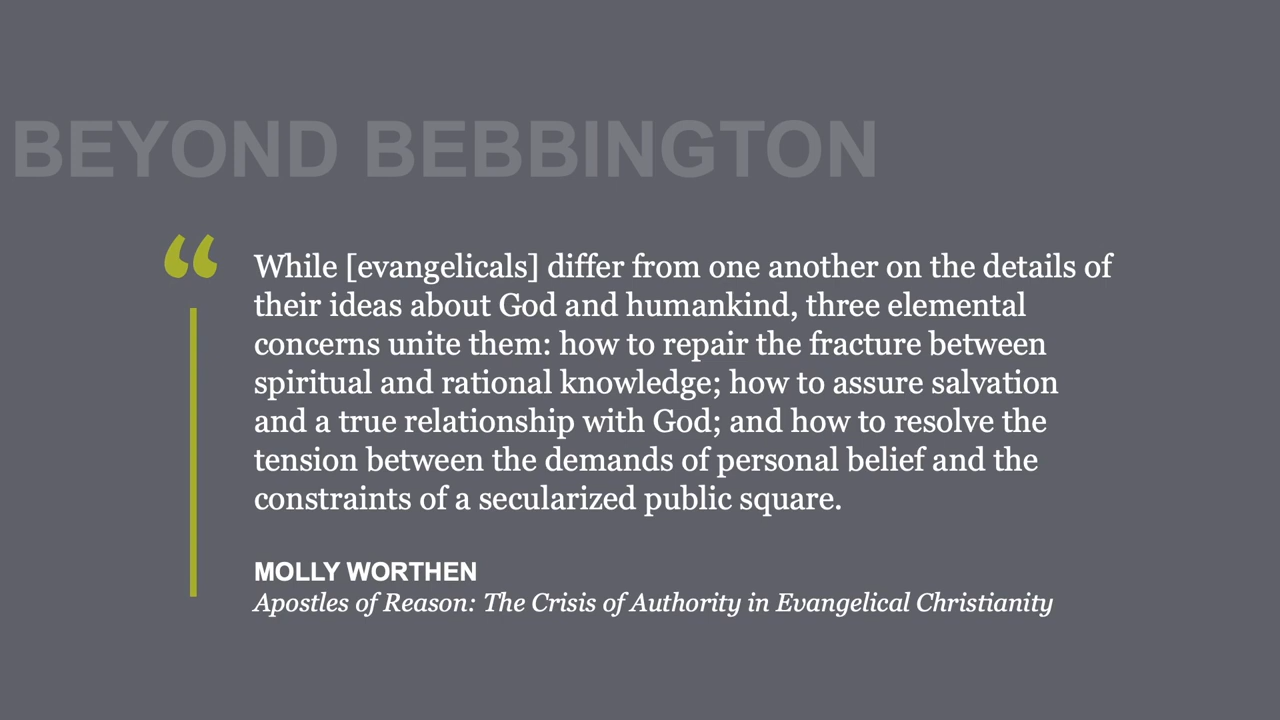 BEYOND BEBBINGTON
“
While [evangelicals] differ from one another on the details of
their ideas about God and humankind, three elemental
concerns unite them: how to repair the fracture between
spiritual and rational knowledge; how to assure salvation
and a true relationship with God; and how to resolve the
tension between the demands of personal belief and the
constraints of a secularized public square.
MOLLY WORTHEN
Apostles of Reason: The Crisis of Authority in Evangelical Christianity